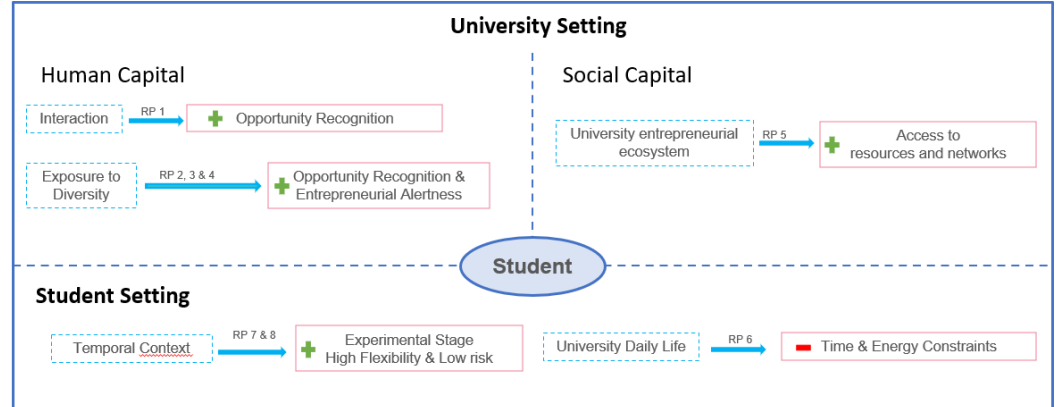 University Setting
Human Capital
Social Capital
Interaction
RP 1
Opportunity Recognition
University entrepreneurial
ecosystem
RP 5
Access to
resources and networks
Exposure to
Diversity
RP 2, 3 & 4
Opportunity Recognition &
Entrepreneurial Alertness
Student
Student Setting
Temporal Context
RP 7 & 8
Experimental Stage
High Flexibility & Low risk
University Daily Life
RP 6
Time & Energy Constraints